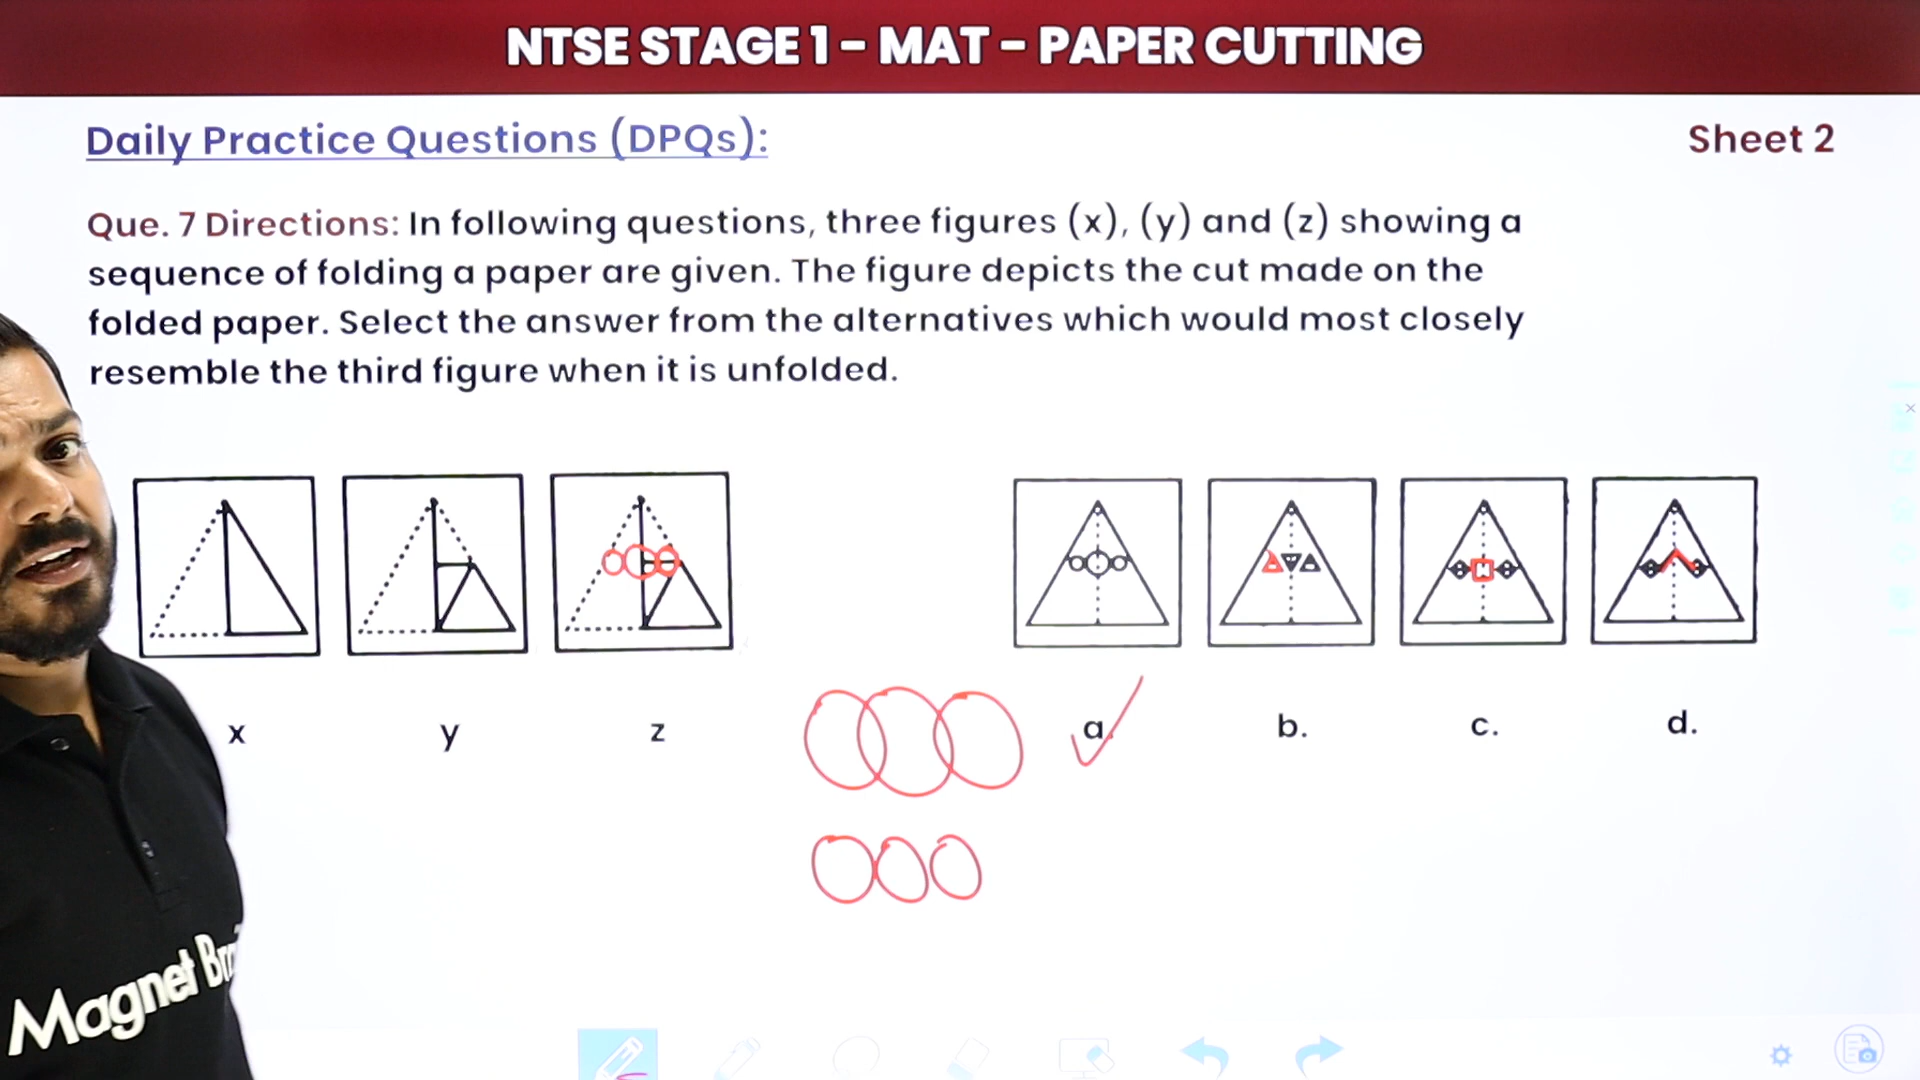 NTSE STAGE 1 – MAT – PAPER CUTTING
Daily Practice Questions (DPQs):
Sheet 2
Que. 7 Directions: In following questions, three figures (x), (y) and (z) showing a
sequence of folding a paper are given. The figure depicts the cut made on the
folded paper. Select the answer from the alternatives which would most closely
resemble the third figure when it is unfolded.
x y z a. b. c. d.
Magnet Bra